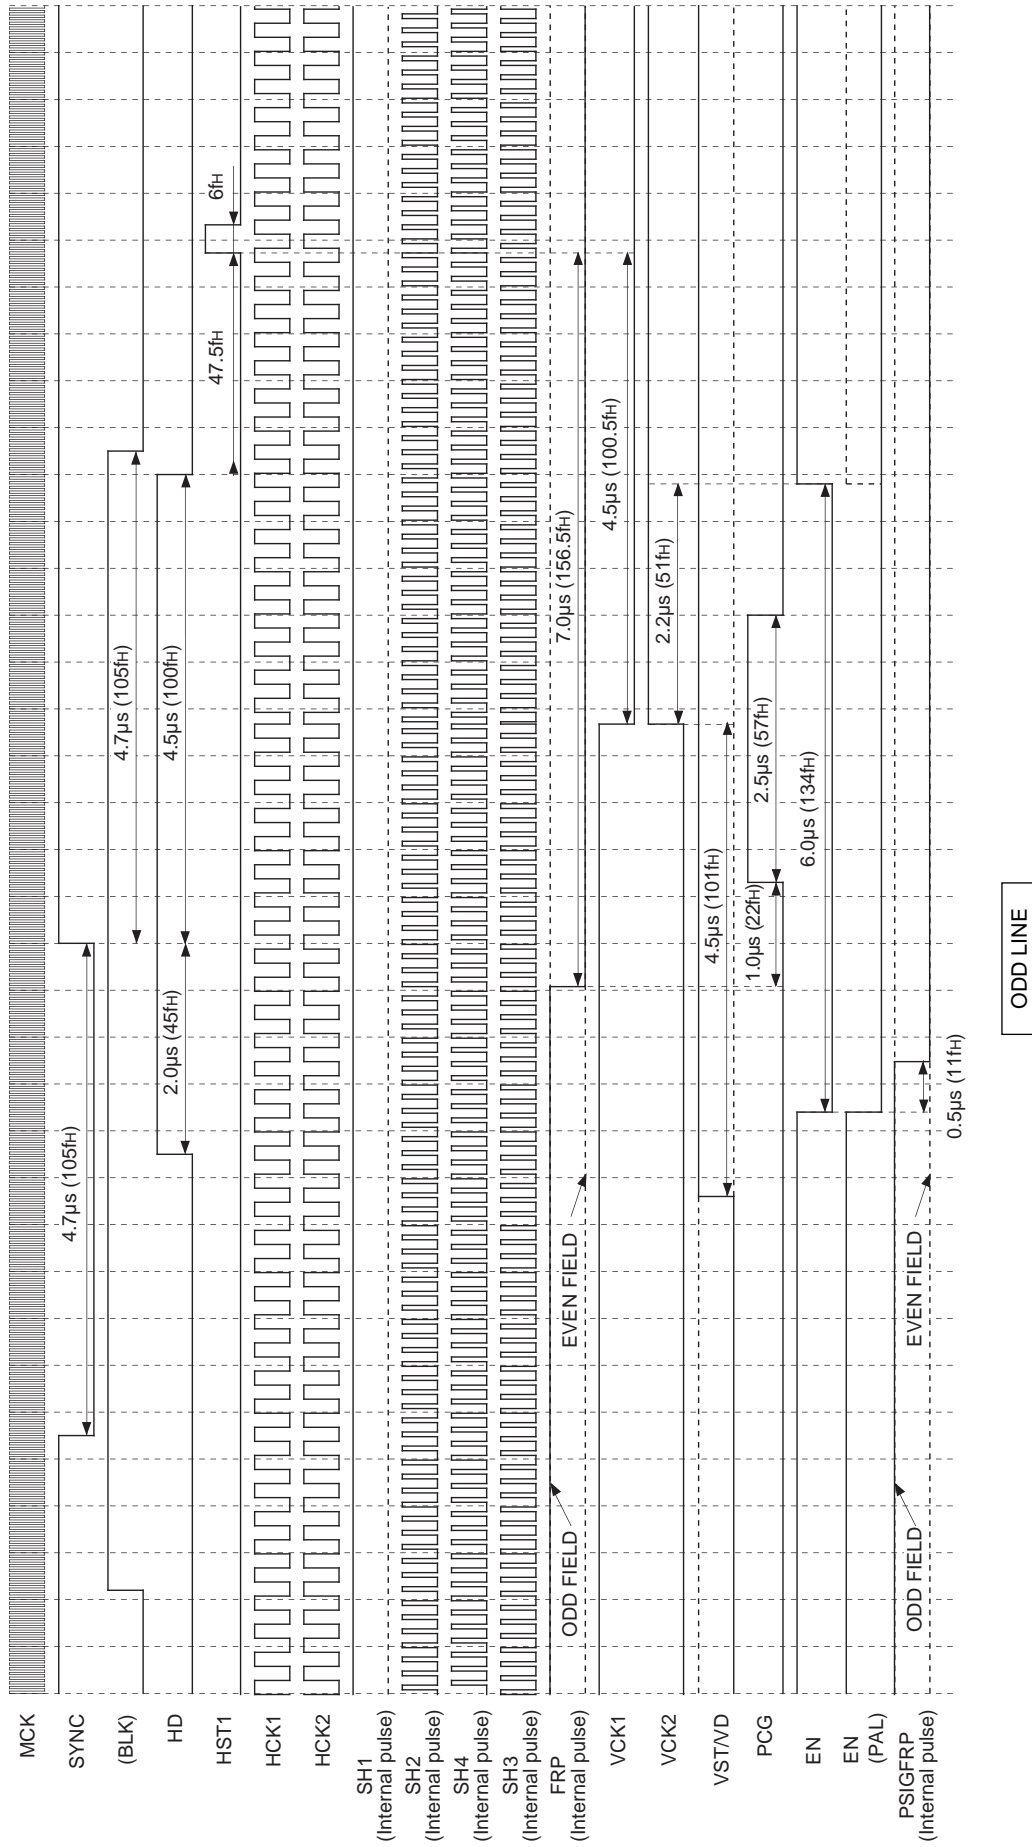 MCK
SYNC
(BLK)
HD
HST1
HCK1
HCK2
SH1
(Internal pulse)
SH2
(Internal pulse)
SH4
(Internal pulse)
SH3
(Internal pulse)
FRP
(Internal pulse)
VCK1
VCK2
VST/VD
PCG
EN
EN
(PAL)
PSIGFRP
(Internal pulse)
4.7µs (105fH)
4.7µs (105fH)
2.0µs (45fH)
4.5µs (100fH)
47.5fH
6fH
ODD FIELD
EVEN FIELD
7.0µs (156.5fH)
4.5µs (100.5fH)
2.2µs (51fH)
4.5µs (101fH)
1.0µs (22fH)
2.5µs (57fH)
6.0µs (134fH)
ODD FIELD
EVEN FIELD
0.5µs (11fH)
ODD LINE